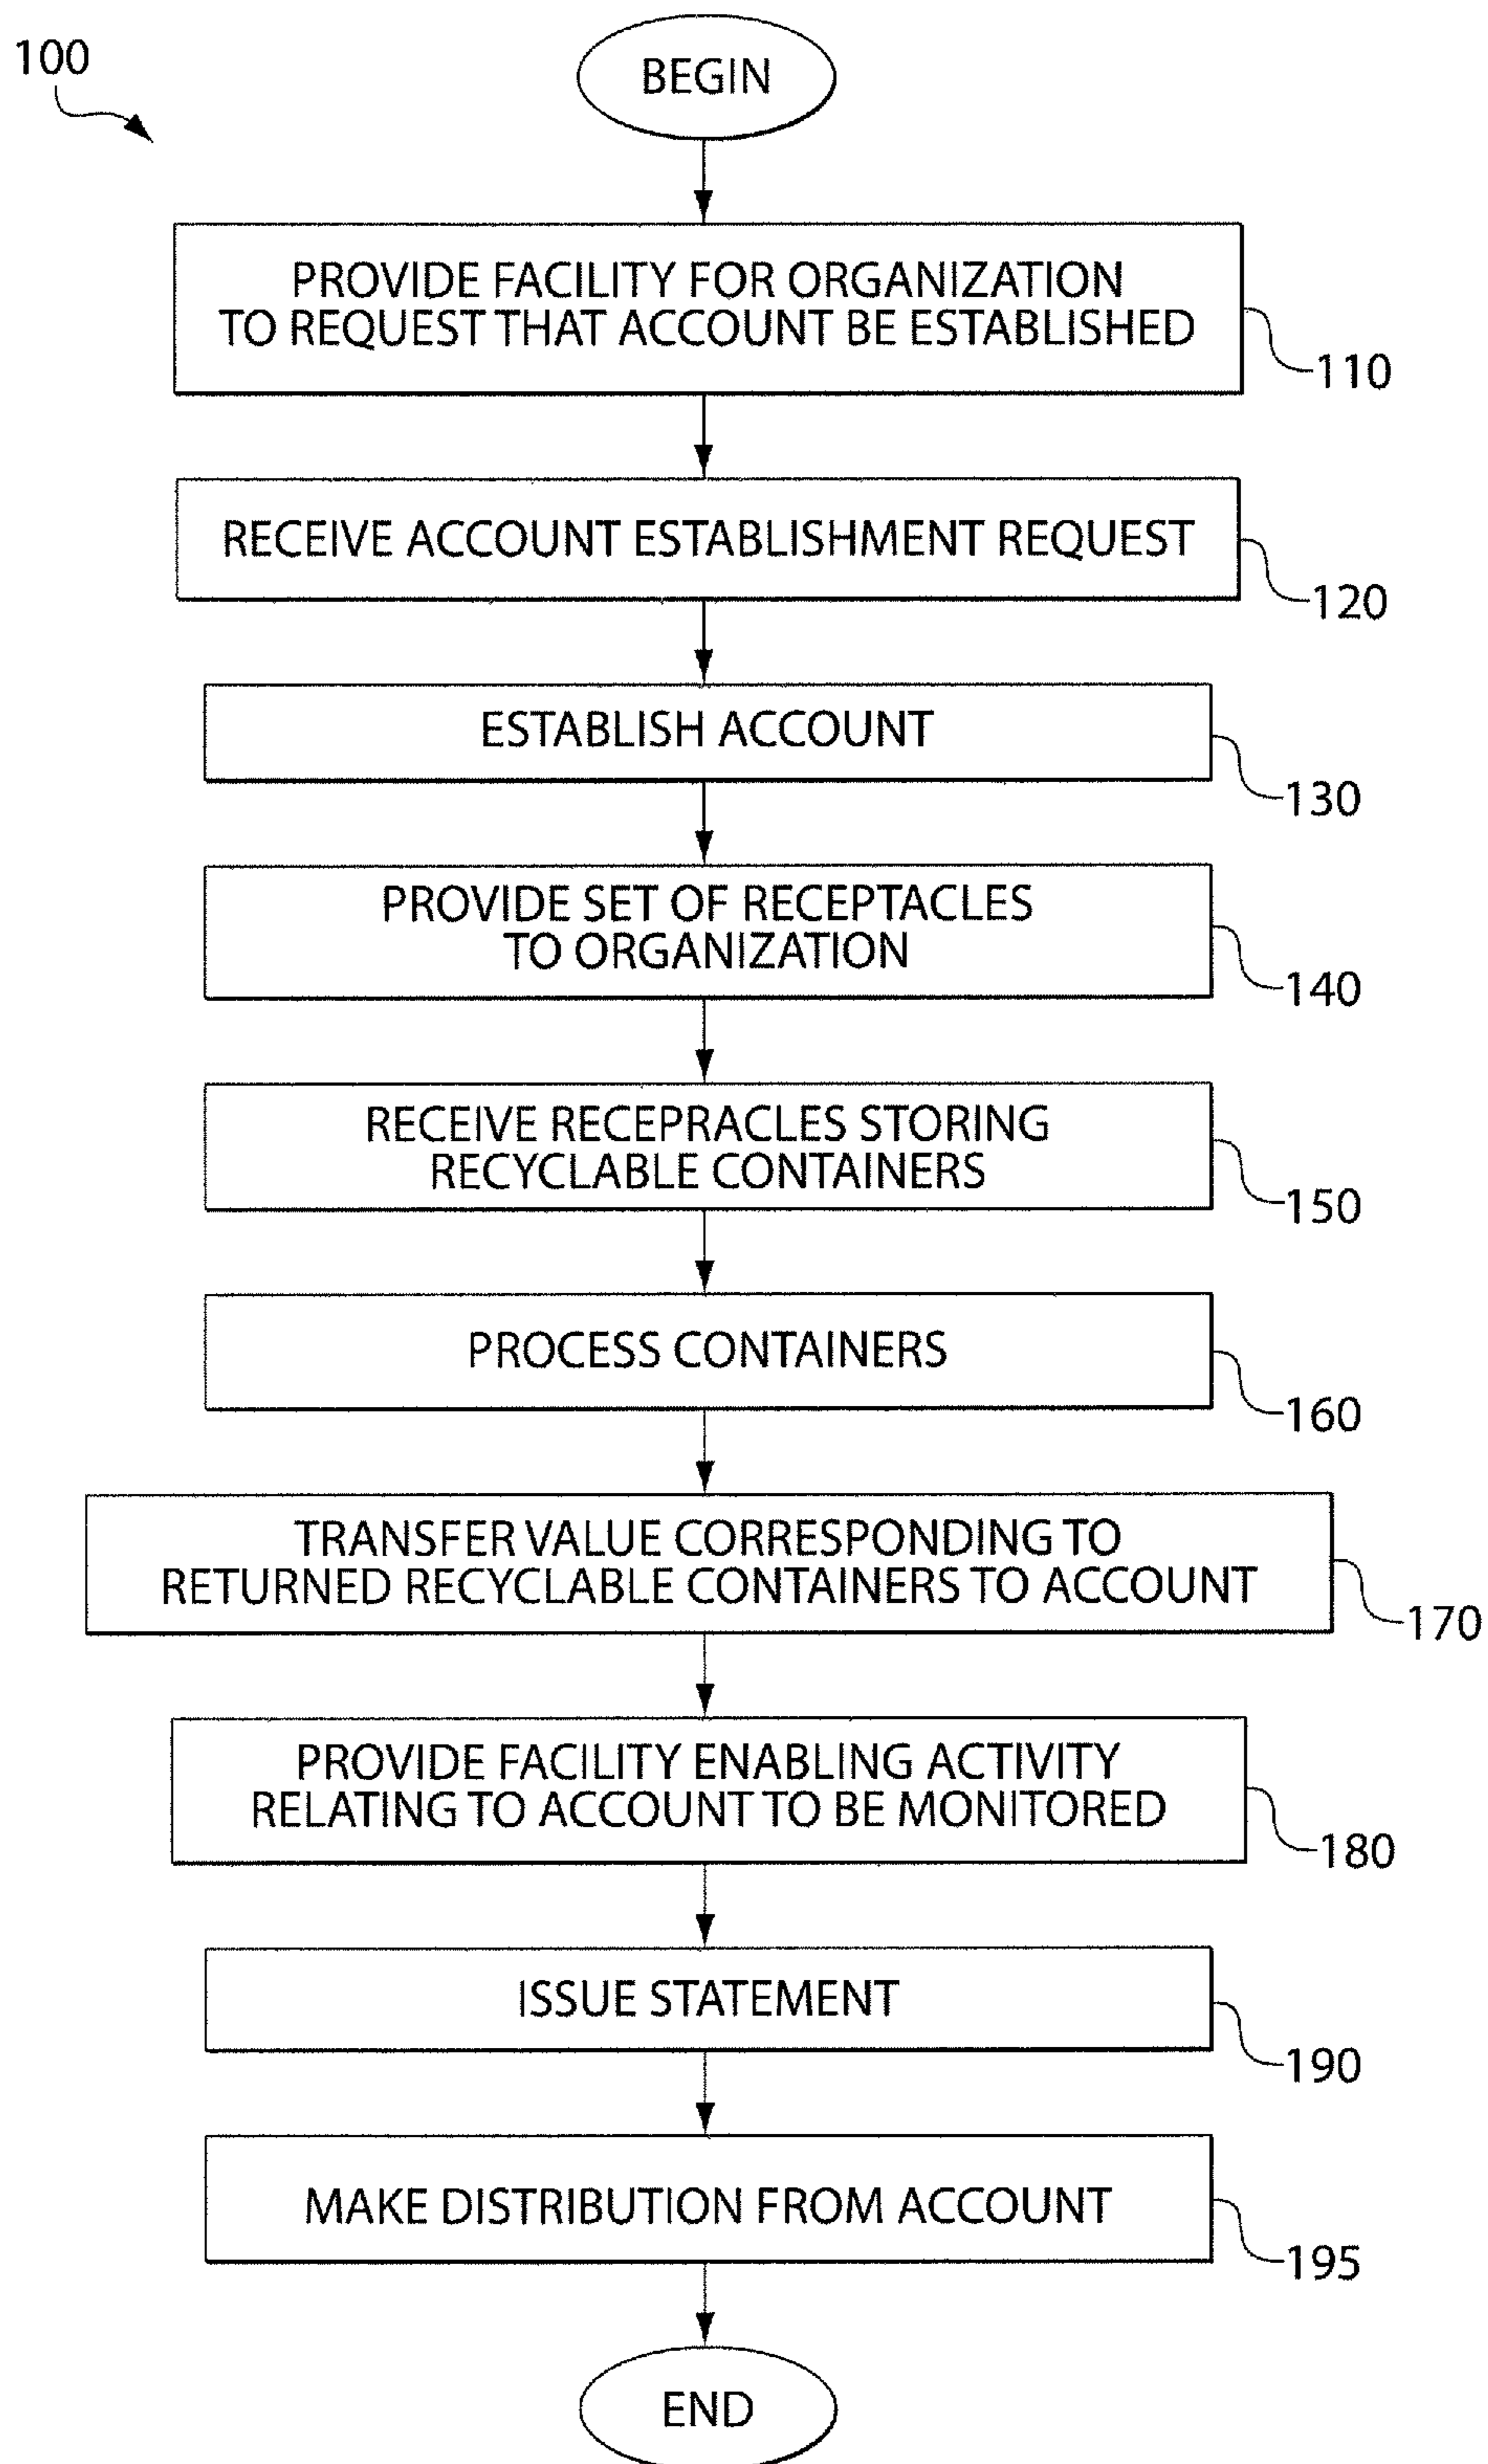 100
BEGIN
PROVIDE FACILITY FOR ORGANIZATION
TO REQUEST THAT ACCOUNT BE ESTABLISHED
110
RECEIVE ACCOUNT ESTABLISHMENT REQUEST
120
ESTABLISH ACCOUNT
130
PROVIDE SET OF RECEPTACLES
TO ORGANIZATION
140
RECEIVE RECEPRACLES STORING
RECYCLABLE CONTAINERS
150
PROCESS CONTAINERS
160
TRANSFER VALUE CORRESPONDING TO
RETURNED RECYCLABLE CONTAINERS TO ACCOUNT
170
PROVIDE FACILITY ENABLING ACTIVITY
RELATING TO ACCOUNT TO BE MONITORED
180
ISSUE STATEMENT
190
MAKE DISTRIBUTION FROM ACCOUNT
195
END